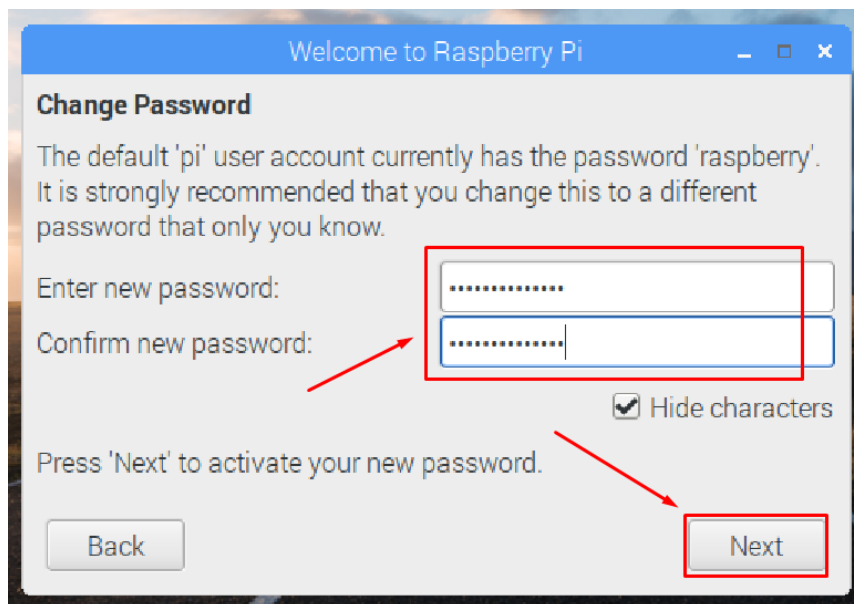 Welcome to Raspberry Pi
Change Password
The default 'pi' user account currently has the password 'raspberry'.
It is strongly recommended that you change this to a different
password that only you know.
Enter new password: ••••••••••••••
Confirm new password: ••••••••••••••
Hide characters
Press 'Next' to activate your new password.
Back Next